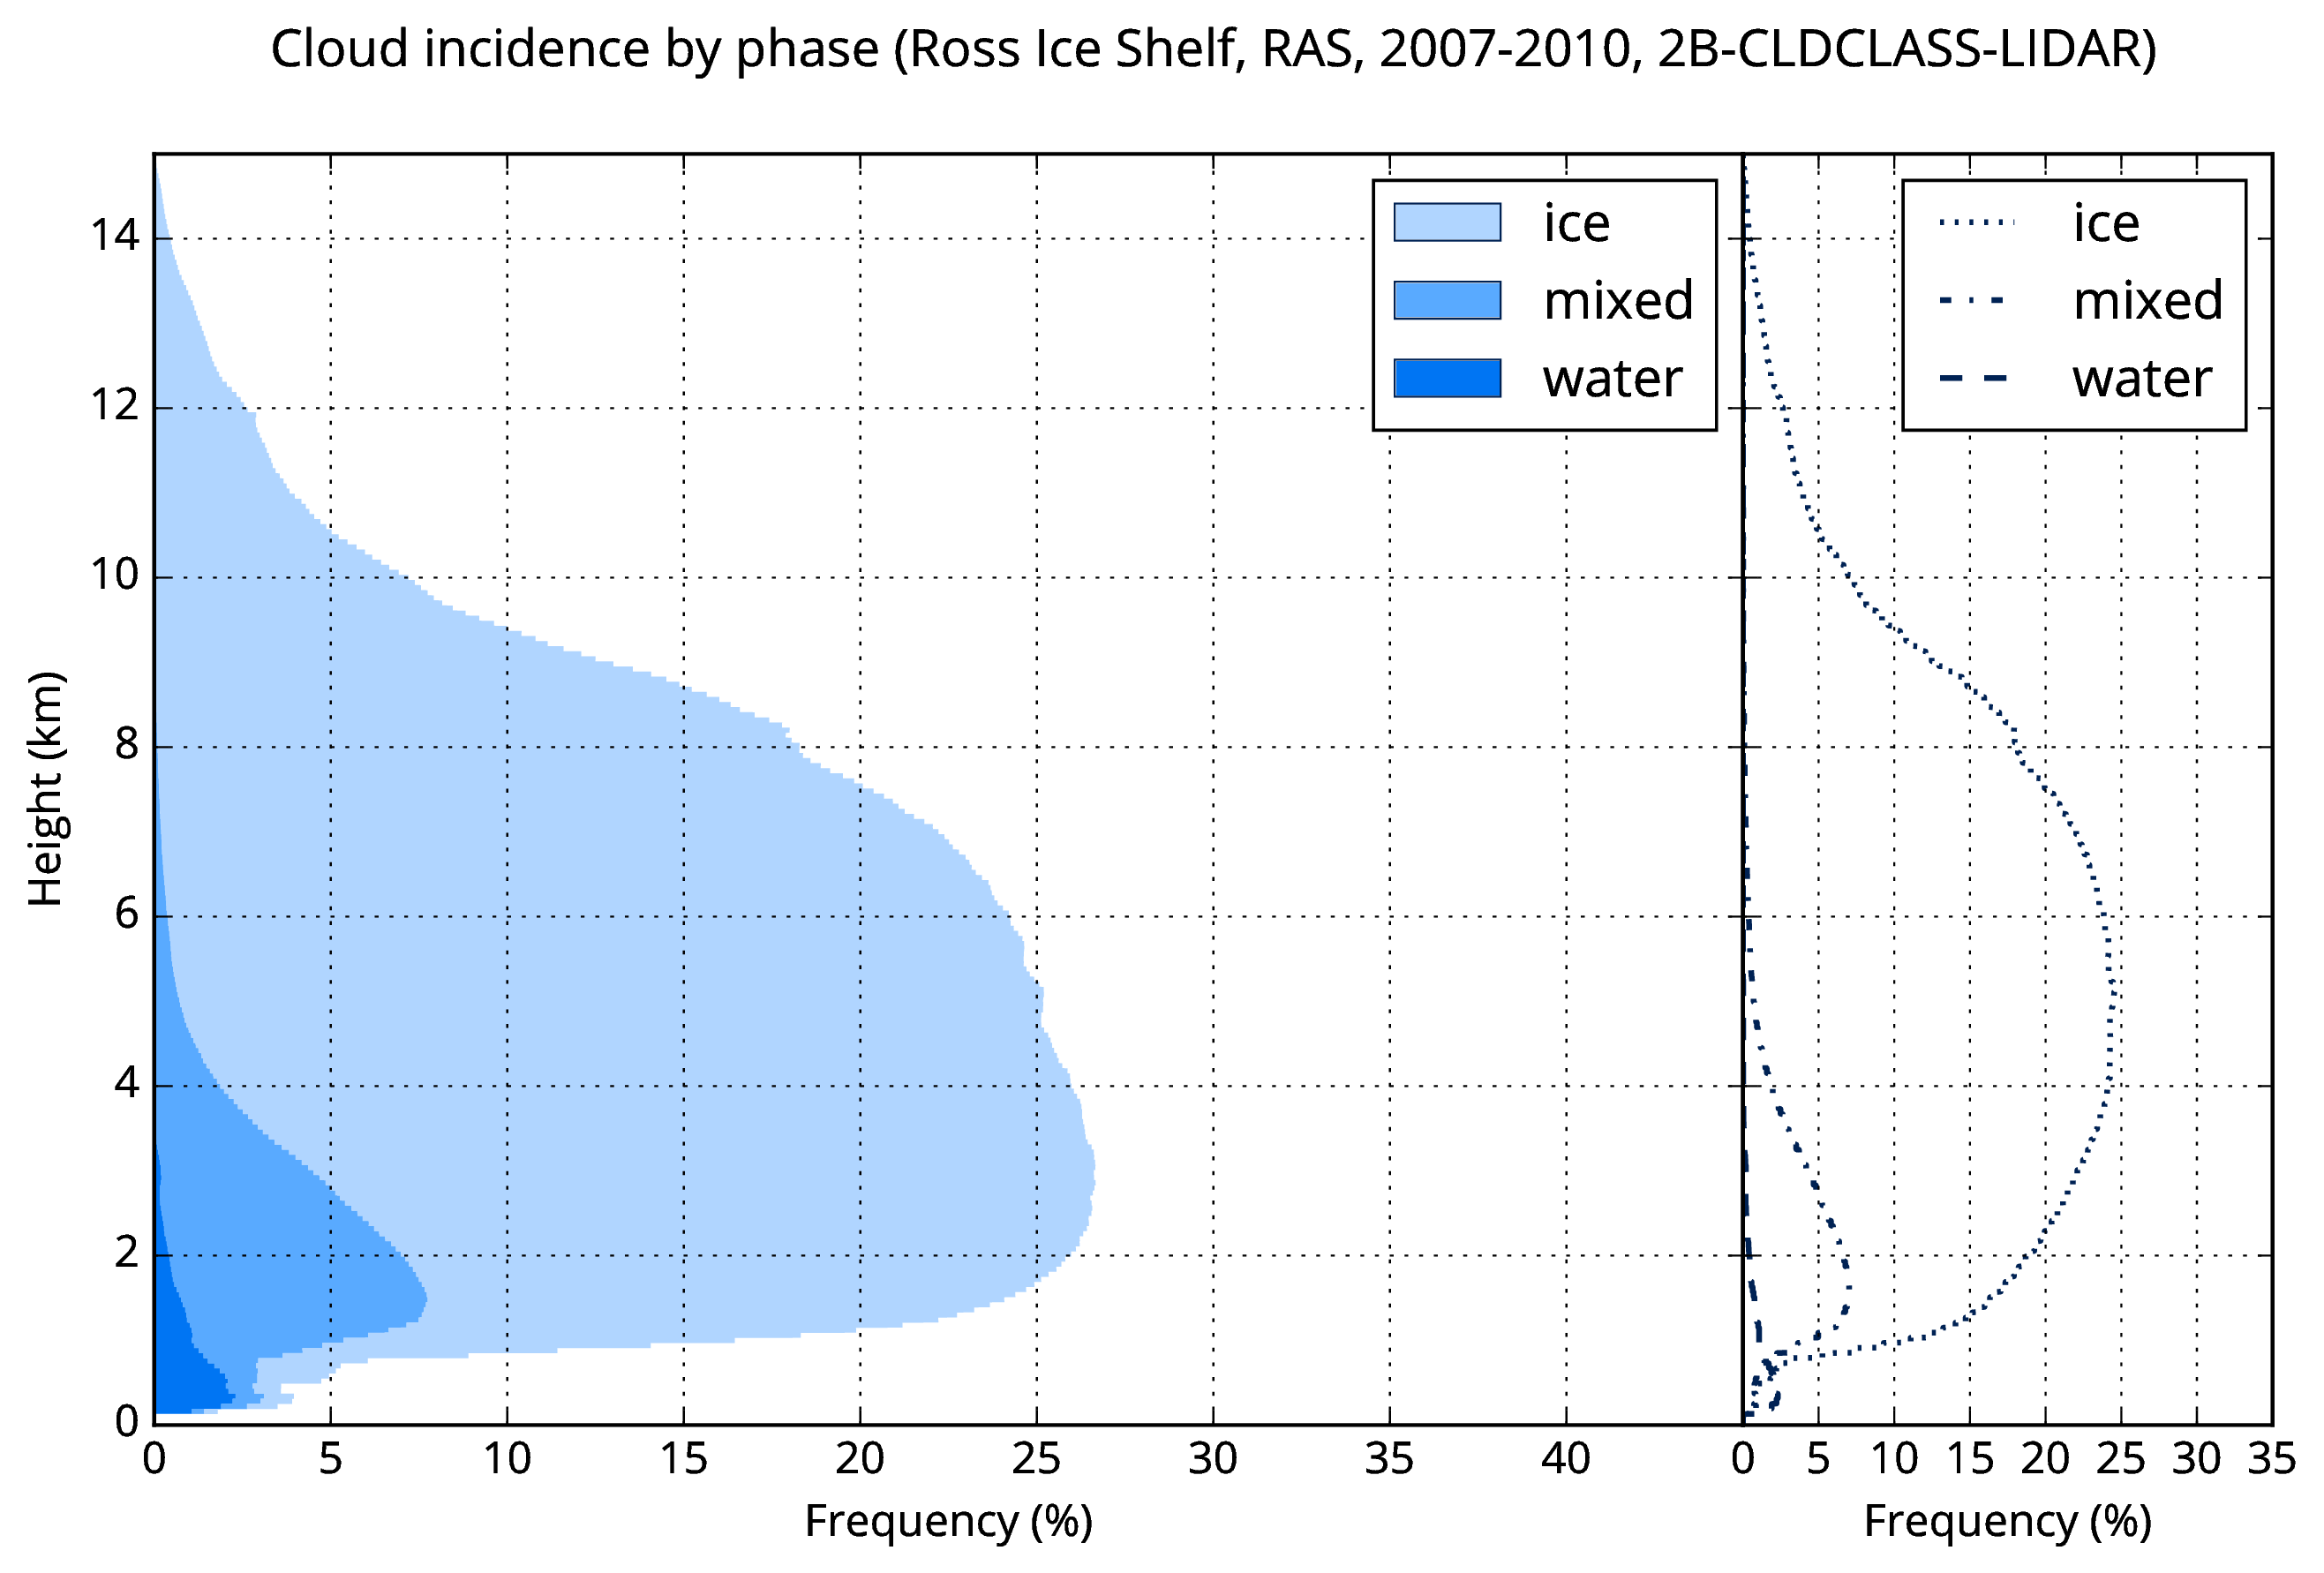 Cloud incidence by phase (Ross Ice Shelf, RAS, 2007-2010, 2B-CLDCLASS-LIDAR)
Height (km)
14
12
10
8
6
4
2
0
0 5 10 15 20 25 30 35 40
Frequency (%)
ice
mixed
water
0 5 10 15 20 25 30 35
Frequency (%)
ice
mixed
water